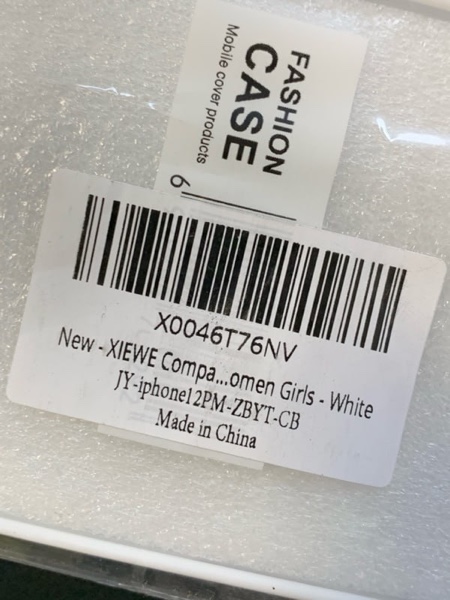 FASHION
CASE
Mobile cover products
6
X0046T76NV
New - XIEWE Compa...omen Girls - White
JY-iphone12PM-ZBYT-CB
Made in China